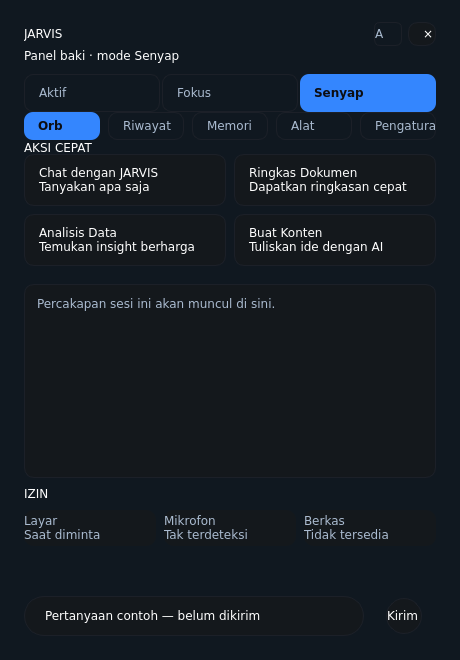 JARVIS
A
×
Panel baki · mode Senyap
Aktif
Fokus
Senyap
Orb
Riwayat
Memori
Alat
Pengatura
AKSI CEPAT
Chat dengan JARVIS
Tanyakan apa saja
Ringkas Dokumen
Dapatkan ringkasan cepat
Analisis Data
Temukan insight berharga
Buat Konten
Tuliskan ide dengan AI
Percakapan sesi ini akan muncul di sini.
IZIN
Layar
Saat diminta
Mikrofon
Tak terdeteksi
Berkas
Tidak tersedia
Pertanyaan contoh — belum dikirim
Kirim